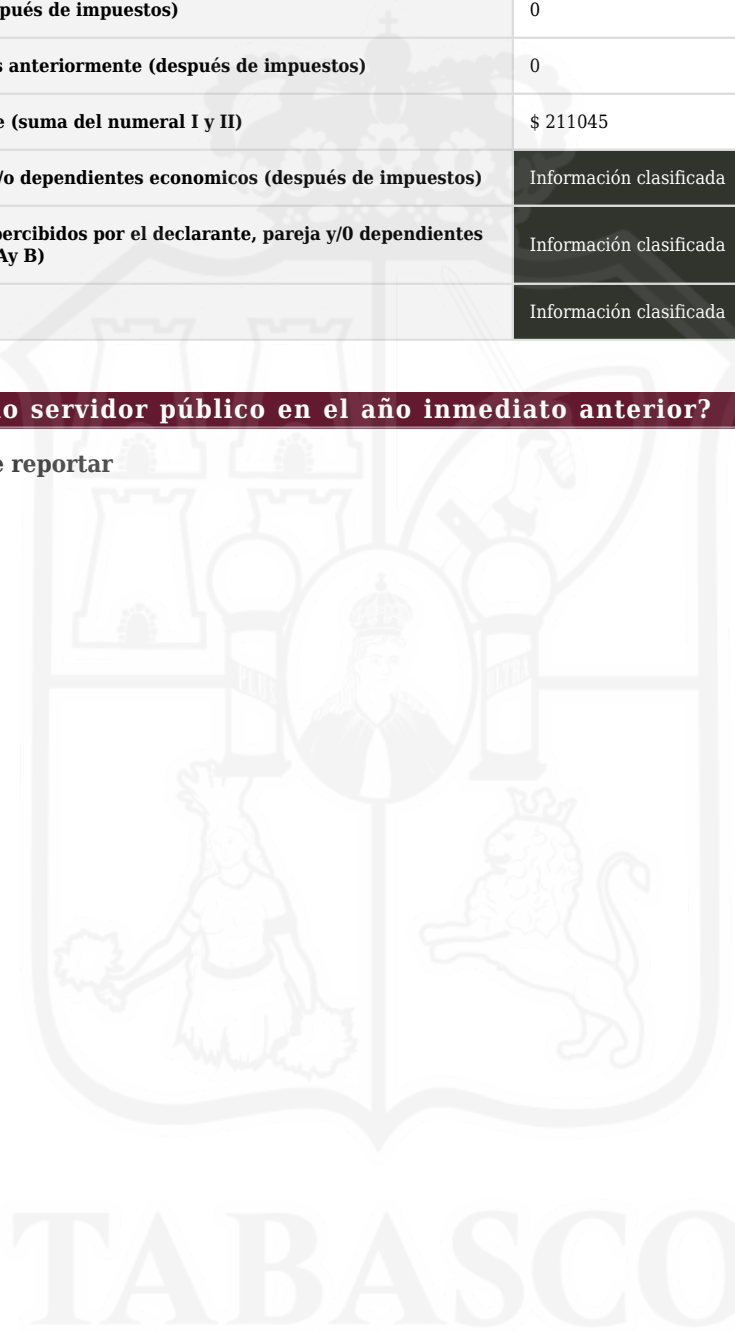 pués de impuestos) 0
s anteriormente (después de impuestos) 0
e (suma del numeral I y II) $ 211045
/o dependientes economicos (después de impuestos) Información clasificada
percibidos por el declarante, pareja y/0 dependientes Información clasificada
Ay B)
Información clasificada
o servidor público en el año inmediato anterior?
e reportar
PLUS ULTRA
TABASCO